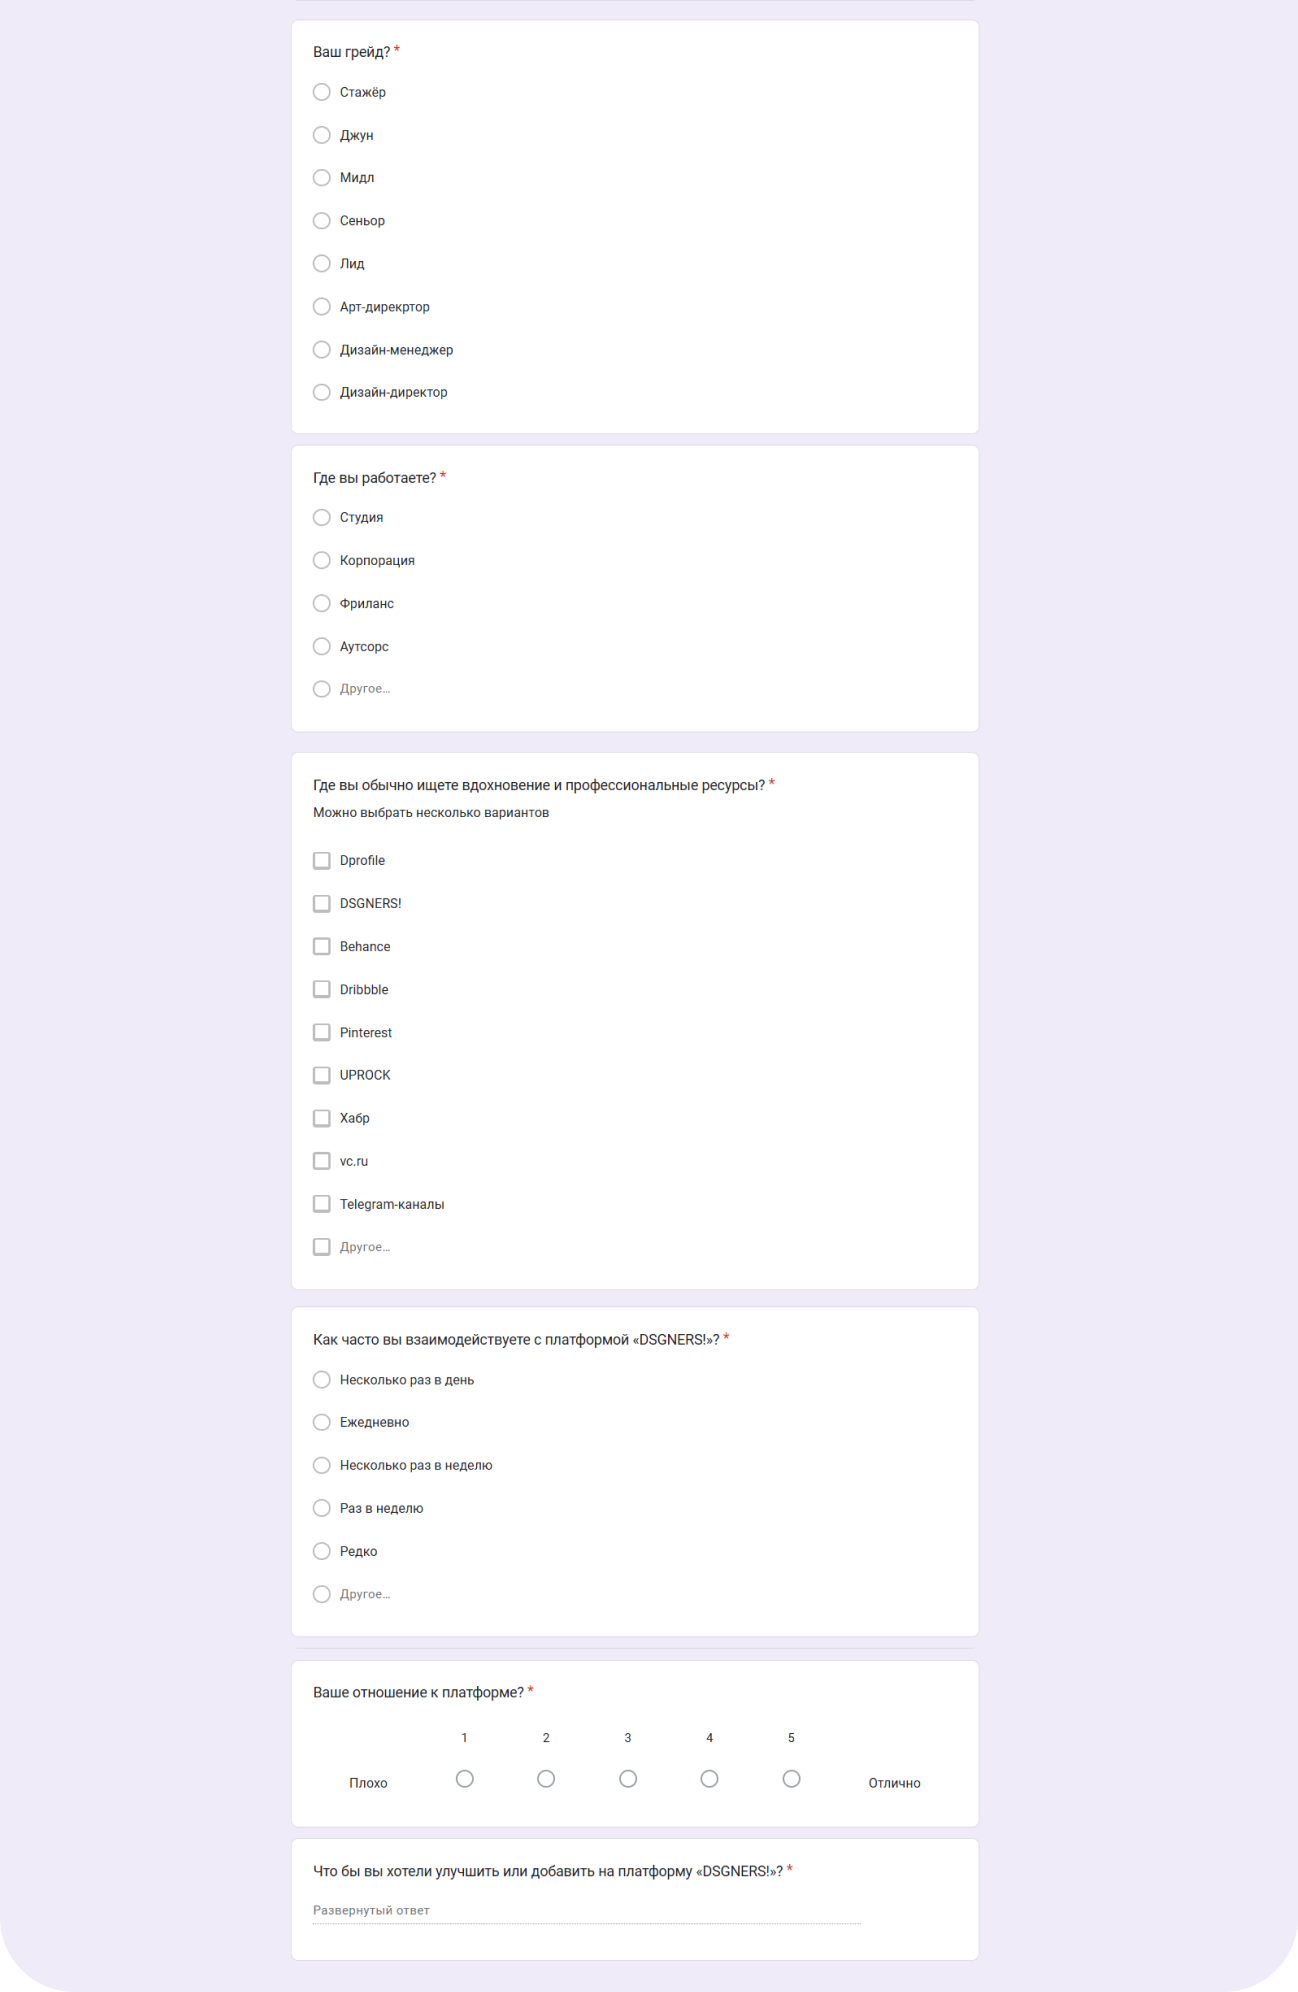 Ваш грейд? *
Стажёр
Джун
Мидл
Сеньор
Лид
Арт-дирекртор
Дизайн-менеджер
Дизайн-директор
Где вы работаете? *
Студия
Корпорация
Фриланс
Аутсорс
Другое...
Где вы обычно ищете вдохновение и профессиональные ресурсы? *
Можно выбрать несколько вариантов
Dprofile
DSGNERS!
Behance
Dribbble
Pinterest
UPROCK
Хабр
vc.ru
Telegram-каналы
Другое...
Как часто вы взаимодействуете с платформой «DSGNERS!»? *
Несколько раз в день
Ежедневно
Несколько раз в неделю
Раз в неделю
Редко
Другое...
Ваше отношение к платформе? *
1 2 3 4 5
Плохо Отлично
Что бы вы хотели улучшить или добавить на платформу «DSGNERS!»? *
Развернутый ответ